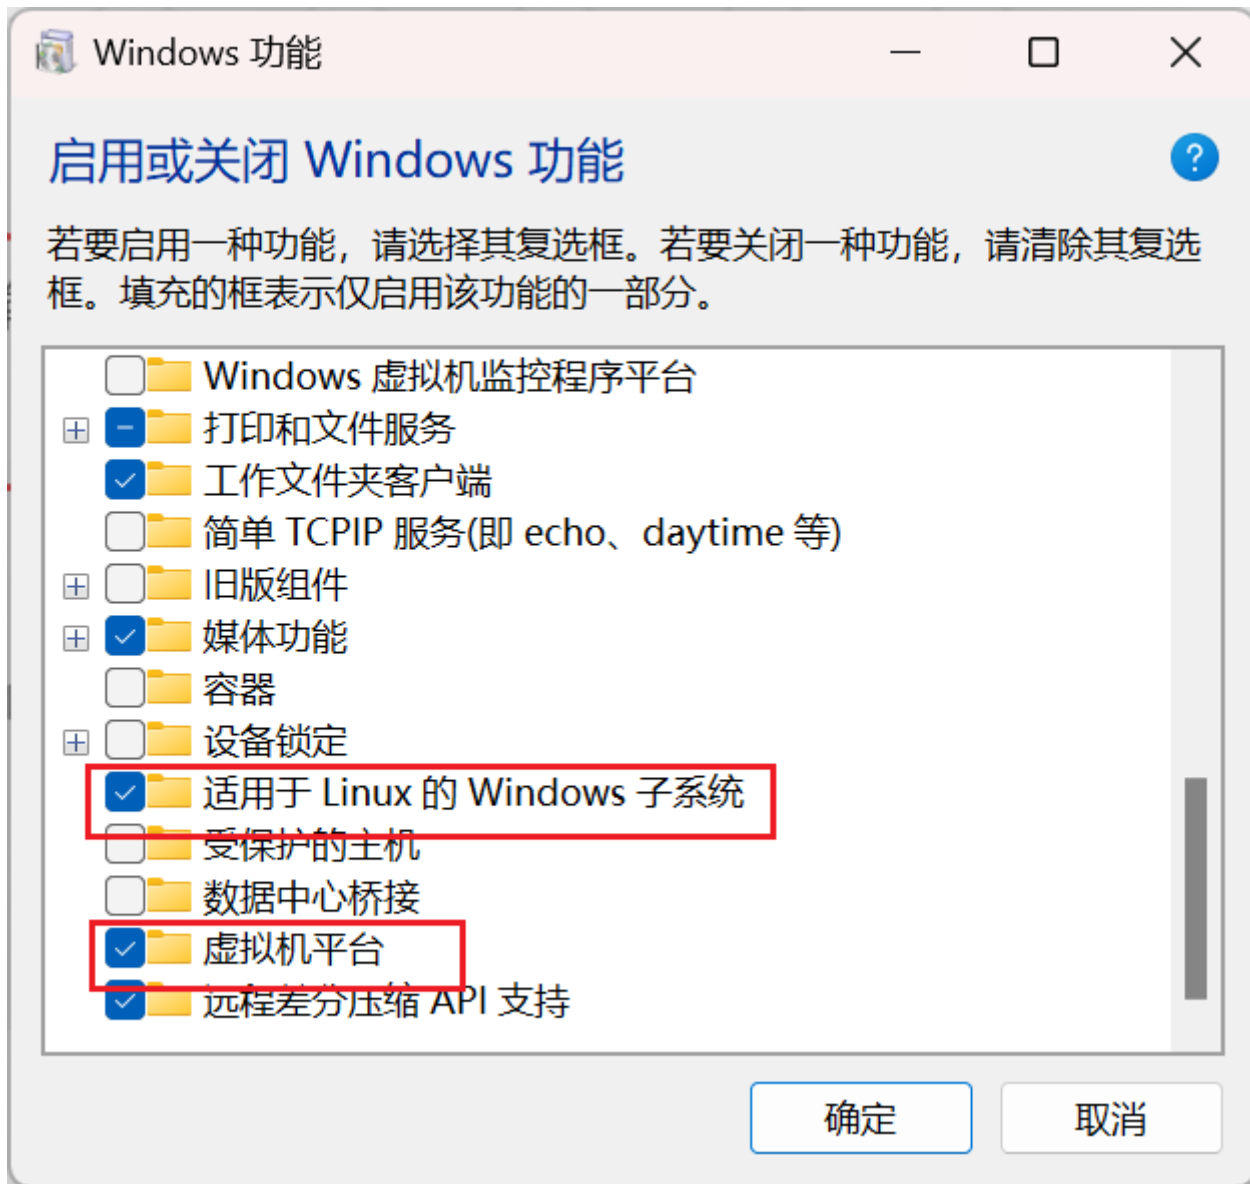 Windows 功能
启用或关闭 Windows 功能
?
若要启用一种功能，请选择其复选框。若要关闭一种功能，请清除其复选
框。填充的框表示仅启用该功能的一部分。
Windows 虚拟机监控程序平台
打印和文件服务
工作文件夹客户端
简单 TCPIP 服务(即 echo、daytime 等)
旧版组件
媒体功能
容器
设备锁定
适用于 Linux 的 Windows 子系统
受保护的主机
数据中心桥接
虚拟机平台
远程差分压缩 API 支持
确定
取消